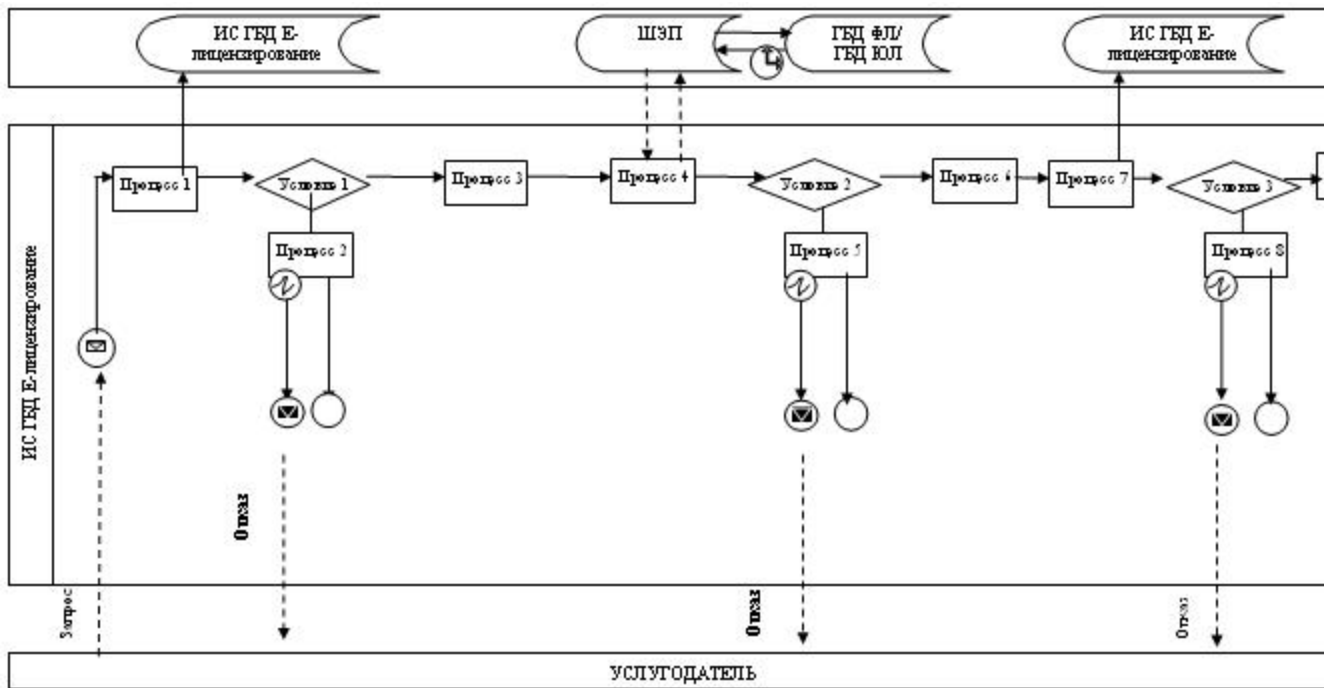 ИС ГБД Е-
лицензирование
ШЭП
ГБД ФЛ/
ГБД ЮЛ
ИС ГБД Е-
лицензирование
ИС ГБД Е-лицензирование
Процесс 1
Условие 1
Процесс 3
Процесс 4
Условие 2
Процесс 6
Процесс 7
Условие 3
Процесс 2
Процесс 5
Процесс 8
Отказ
Запрос
Отказ
Отказ
УСЛУГОДАТЕЛЬ